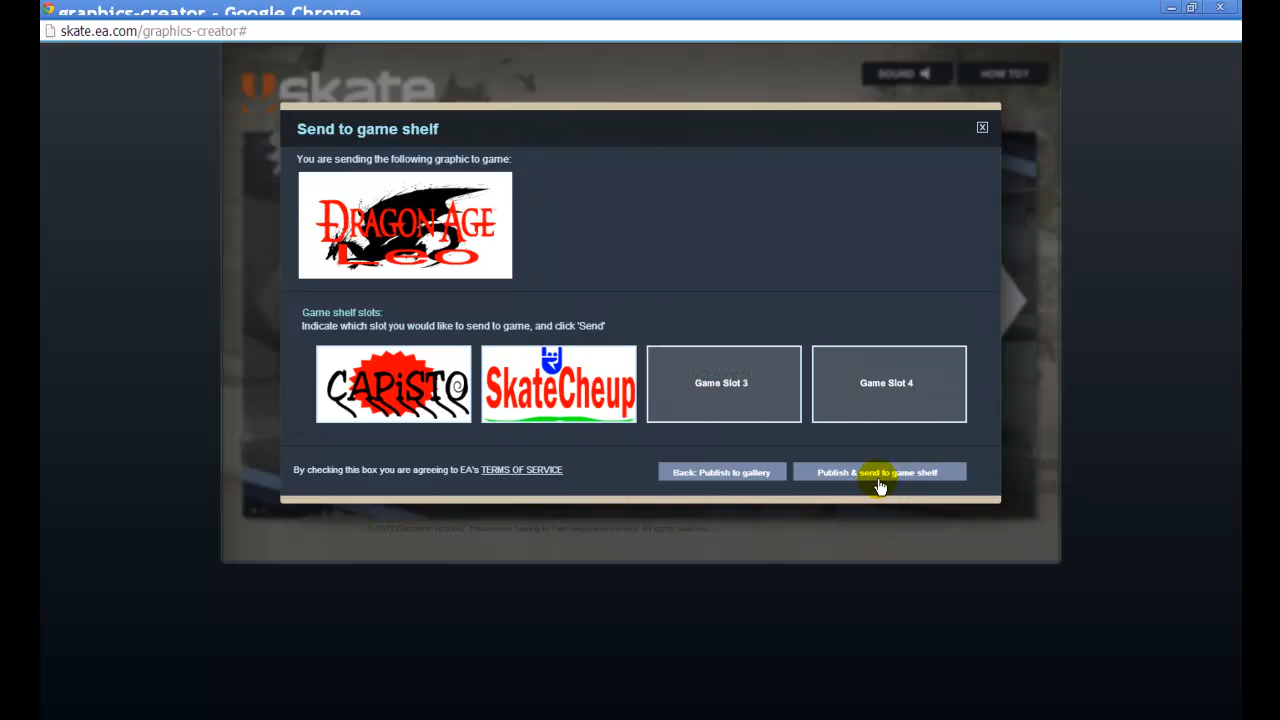 graphics-creator - Google Chrome
skate.ea.com/graphics-creator#
skate
SOUND
HOW TO?
Send to game shelf
You are sending the following graphic to game:
DRAGON AGE
Leo
Game shelf slots:
Indicate which slot you would like to send to game, and click 'Send'
CAPiSTO
SkateCheup
Game Slot 3
Game Slot 4
By checking this box you are agreeing to EA's TERMS OF SERVICE
Back: Publish to gallery
Publish & send to game shelf